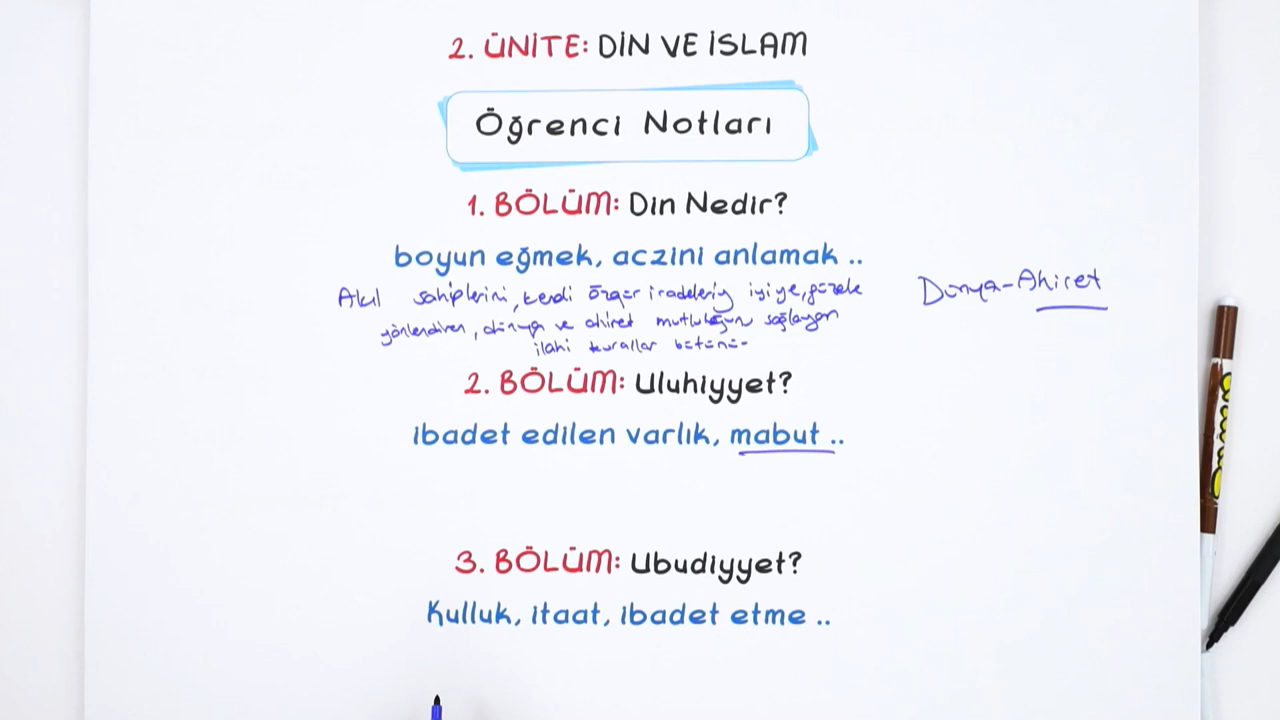 2. ÜNİTE: DİN VE İSLAM
Öğrenci Notları
1. BÖLÜM: Din Nedir?
boyun eğmek, aczini anlamak ..
Akıl sahiplerini, kendi özgür iradeleriyle iyiye, güzele
yönlendiren, dünya ve ahiret mutluluğunu sağlayan
ilahi kurallar bütünü
Dünya-Ahiret
2. BÖLÜM: Uluhiyyet?
ibadet edilen varlık, mabut ..
3. BÖLÜM: Ubudiyyet?
Kulluk, itaat, ibadet etme ..